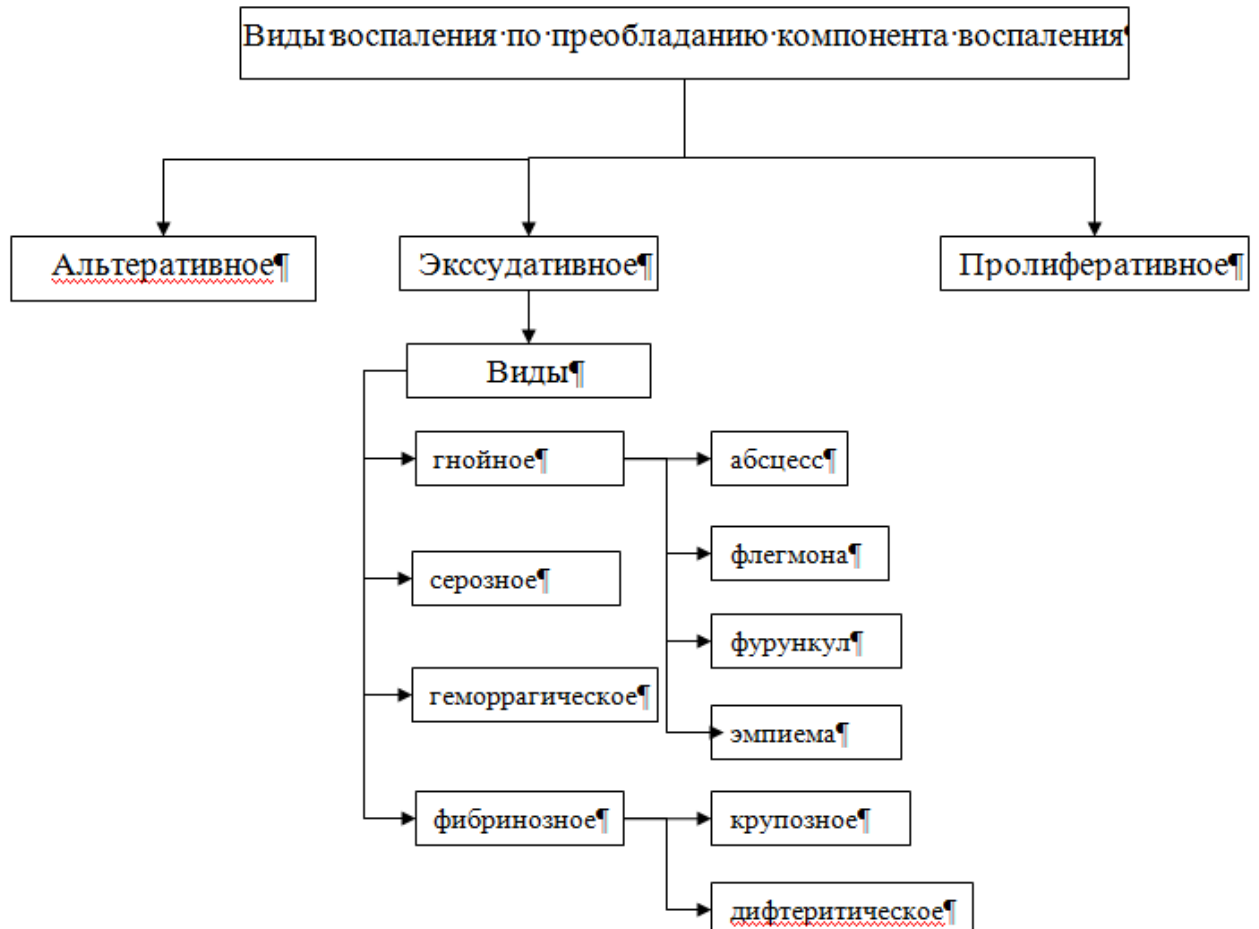 Виды воспаления по преобладанию компонента воспаления
Альтеративное¶
Экссудативное¶
Пролиферативное¶
Виды¶
гнойное¶
абсцесс¶
флегмона¶
серозное¶
фурункул¶
геморрагическое¶
эмпиема¶
фибринозное¶
крупозное¶
дифтеритическое¶